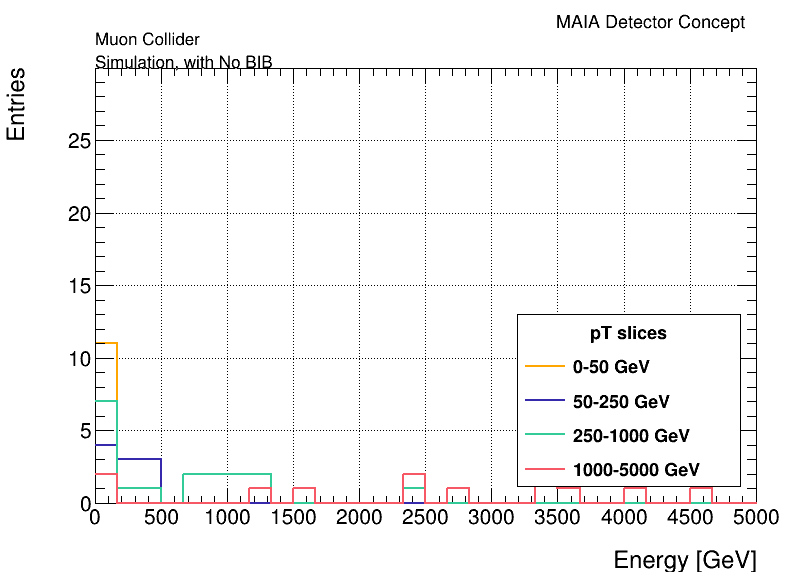 MAIA Detector Concept
Muon Collider
Simulation, with No BIB
Entries
25
20
15
10
5
0
pT slices
0-50 GeV
50-250 GeV
250-1000 GeV
1000-5000 GeV
0 500 1000 1500 2000 2500 3000 3500 4000 4500 5000
Energy [GeV]